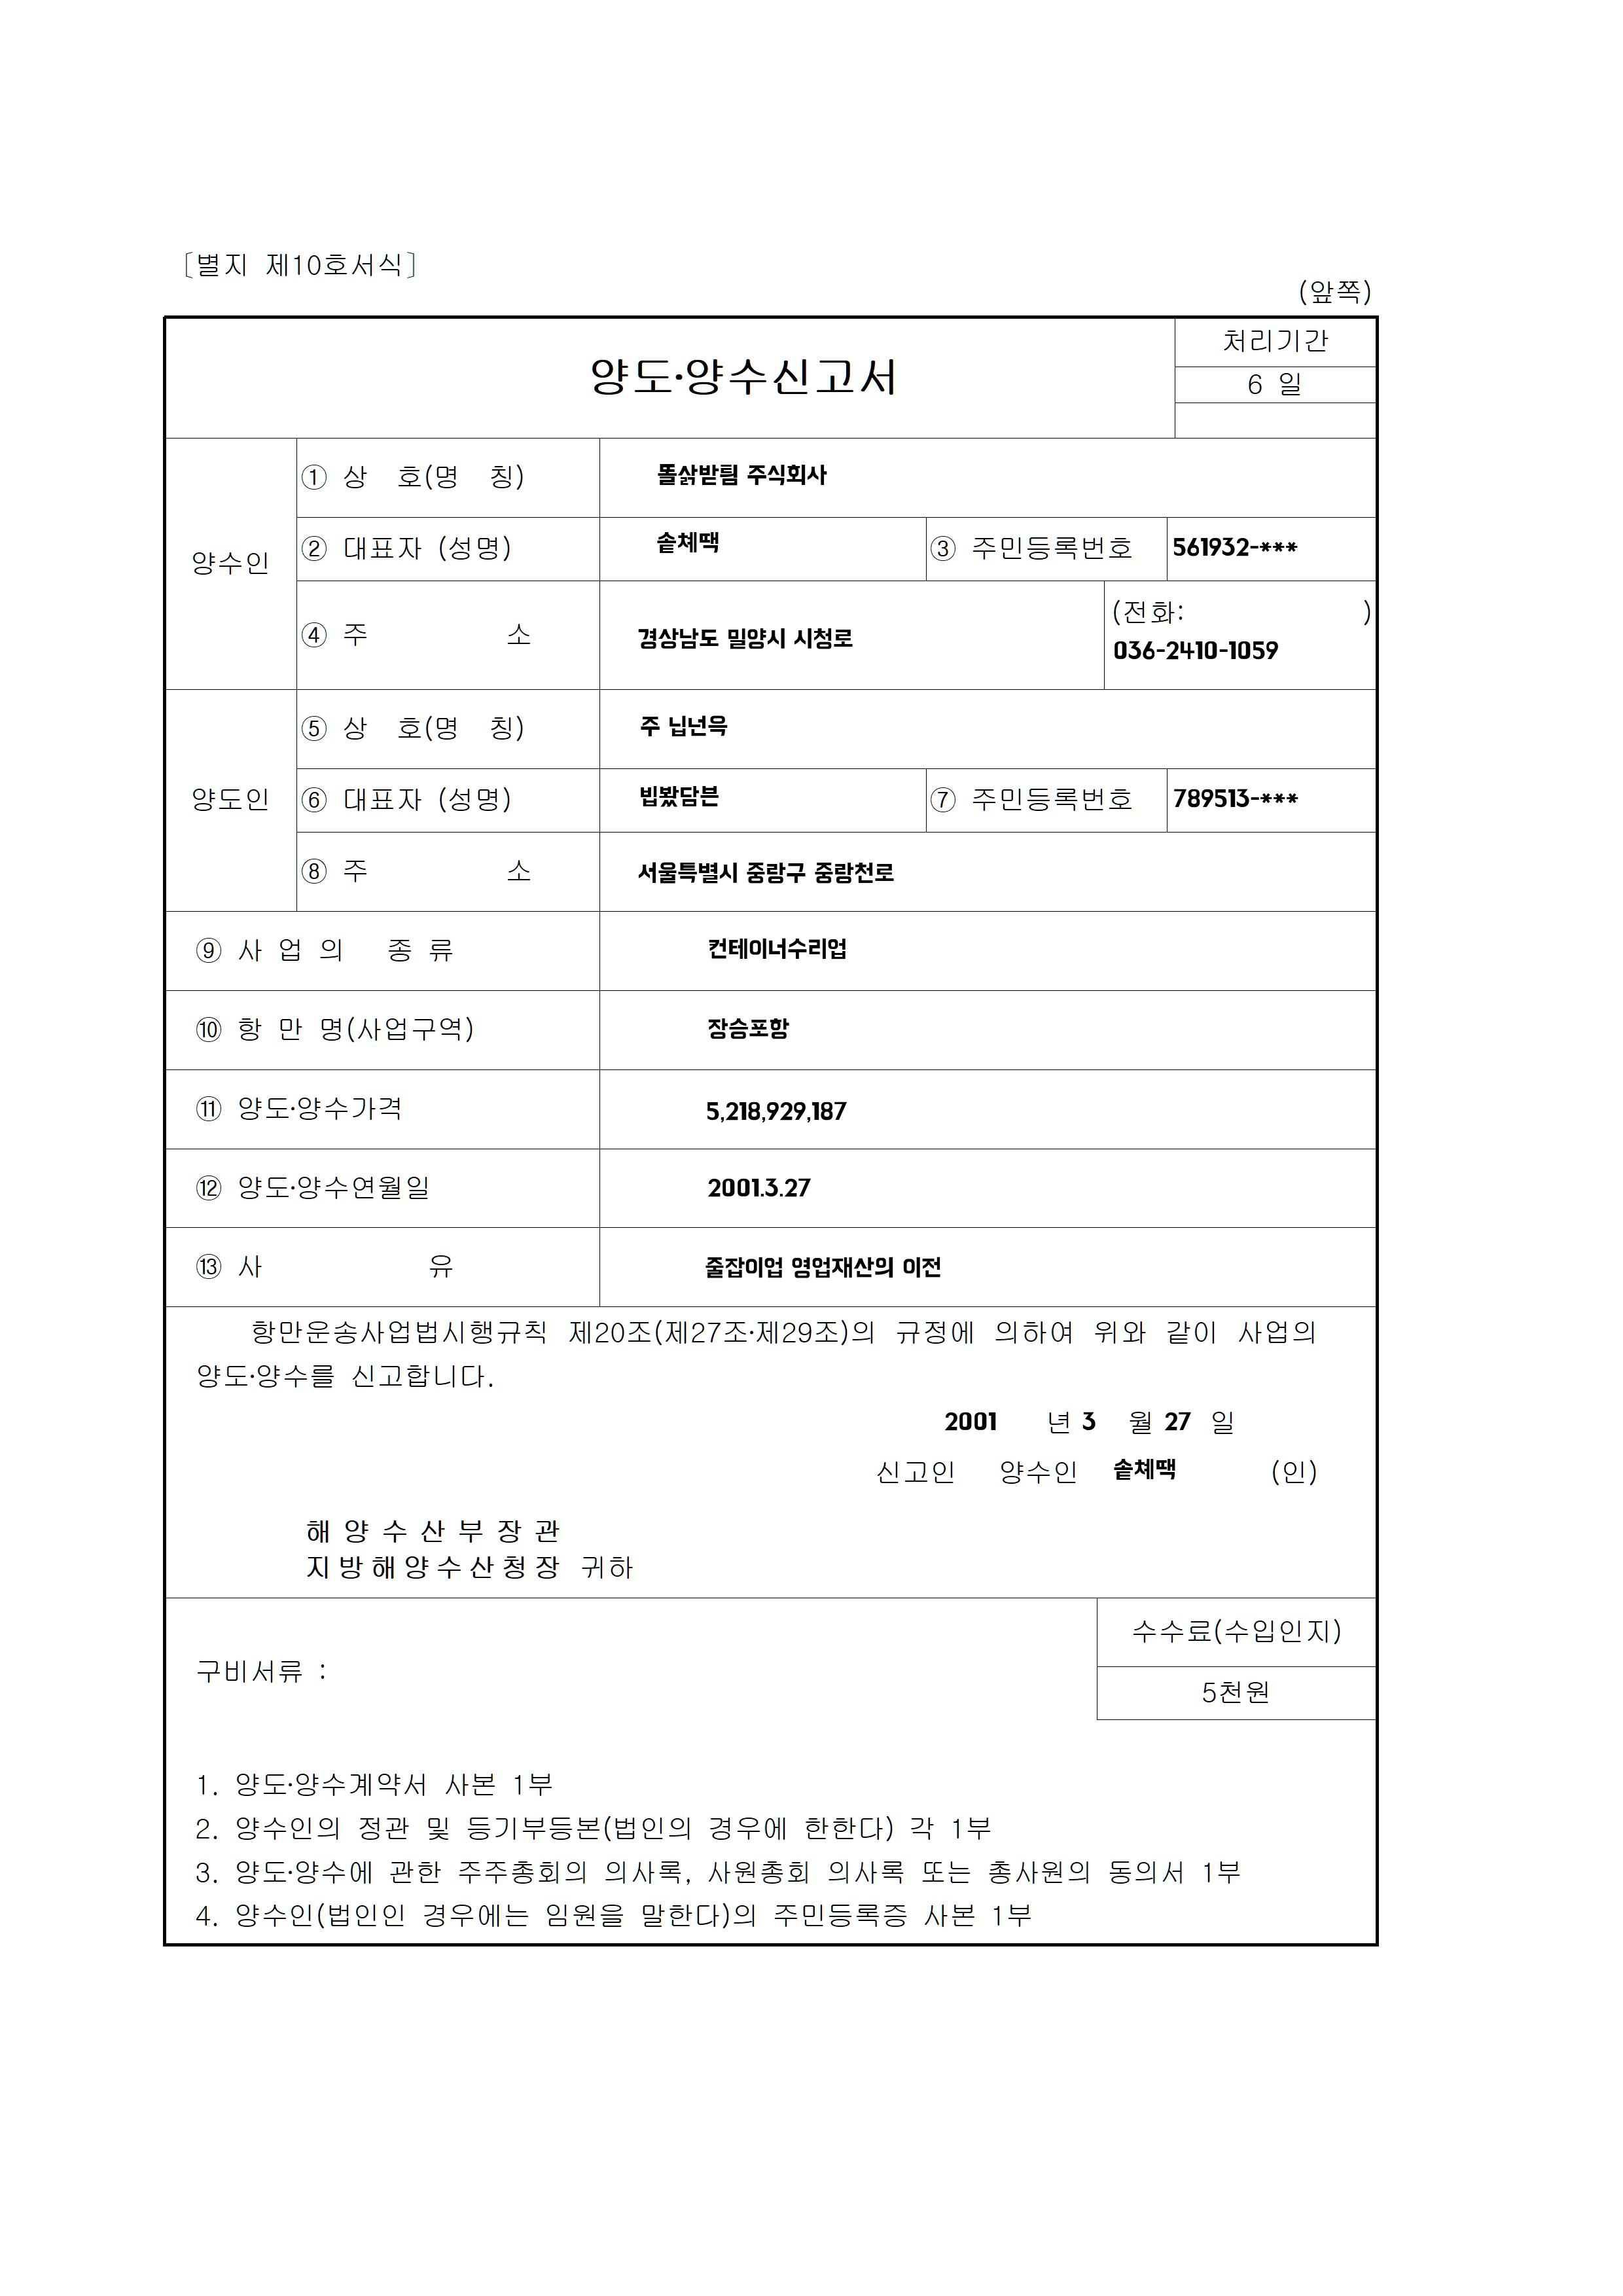 [별지 제10호서식]
(앞쪽)
양도·양수신고서
처리기간
6 일
양수인
① 상 호(명 칭)
똘삵받팀 주식회사
② 대표자 (성명)
솥체땍
③ 주민등록번호
561932-***
④ 주 소
경상남도 밀양시 시청로
(전화: )
036-2410-1059
양도인
⑤ 상 호(명 칭)
주 닙넌윽
⑥ 대표자 (성명)
빕봤담븐
⑦ 주민등록번호
789513-***
⑧ 주 소
서울특별시 중랑구 중랑천로
⑨ 사 업 의 종 류
컨테이너수리업
⑩ 항 만 명(사업구역)
장승포항
⑪ 양도·양수가격
5,218,929,187
⑫ 양도·양수연월일
2001.3.27
⑬ 사 유
줄잡이업 영업재산의 이전
항만운송사업법시행규칙 제20조(제27조·제29조)의 규정에 의하여 위와 같이 사업의
양도·양수를 신고합니다.
2001 년 3 월 27 일
신고인 양수인 솥체땍 (인)
해 양 수 산 부 장 관
지 방 해 양 수 산 청 장 귀하
구비서류 :
수수료(수입인지)
5천원
1. 양도·양수계약서 사본 1부
2. 양수인의 정관 및 등기부등본(법인의 경우에 한한다) 각 1부
3. 양도·양수에 관한 주주총회의 의사록, 사원총회 의사록 또는 총사원의 동의서 1부
4. 양수인(법인인 경우에는 임원을 말한다)의 주민등록증 사본 1부